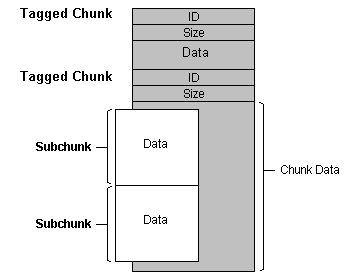 Tagged Chunk
ID
Size
Data
Tagged Chunk
ID
Size
Subchunk
Data
Chunk Data
Subchunk
Data